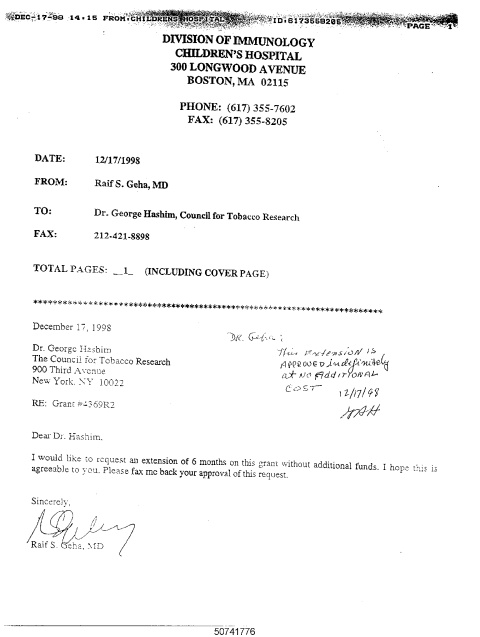 DEC-17-98 14:15 FROM:CHILDRENS HOSPITAL ID:6173558205 PAGE 1
DIVISION OF IMMUNOLOGY
CHILDREN'S HOSPITAL
300 LONGWOOD AVENUE
BOSTON, MA 02115
PHONE: (617) 355-7602
FAX: (617) 355-8205
DATE: 12/17/1998
FROM: Raif S. Geha, MD
TO: Dr. George Hashim, Council for Tobacco Research
FAX: 212-421-8898
TOTAL PAGES: __1_ (INCLUDING COVER PAGE)
December 17, 1998
Dr. George Hashim
The Council for Tobacco Research
900 Third Avenue
New York, NY 10022
RE: Grant #4369R2
DR. Geha:
This extension is
APPROVED indefinitely
at No ADDITIONAL
COST
12/17/98
GAH
Dear Dr. Hashim.
I would like to request an extension of 6 months on this grant without additional funds. I hope this is
agreeable to you. Please fax me back your approval of this request.
Sincerely,
Raif S. Geha, MD
50741776